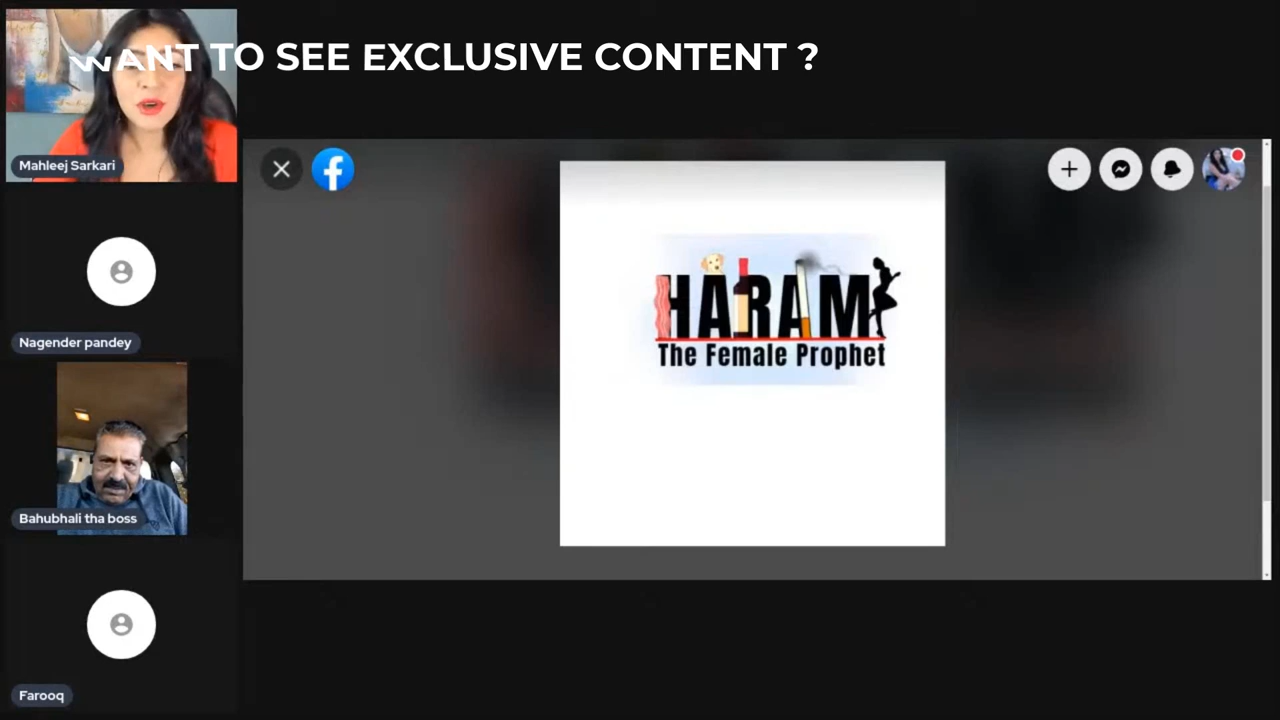 WANT TO SEE EXCLUSIVE CONTENT ?
Mahleej Sarkari
HARAM
The Female Prophet
Nagender pandey
Bahubhali tha boss
Farooq